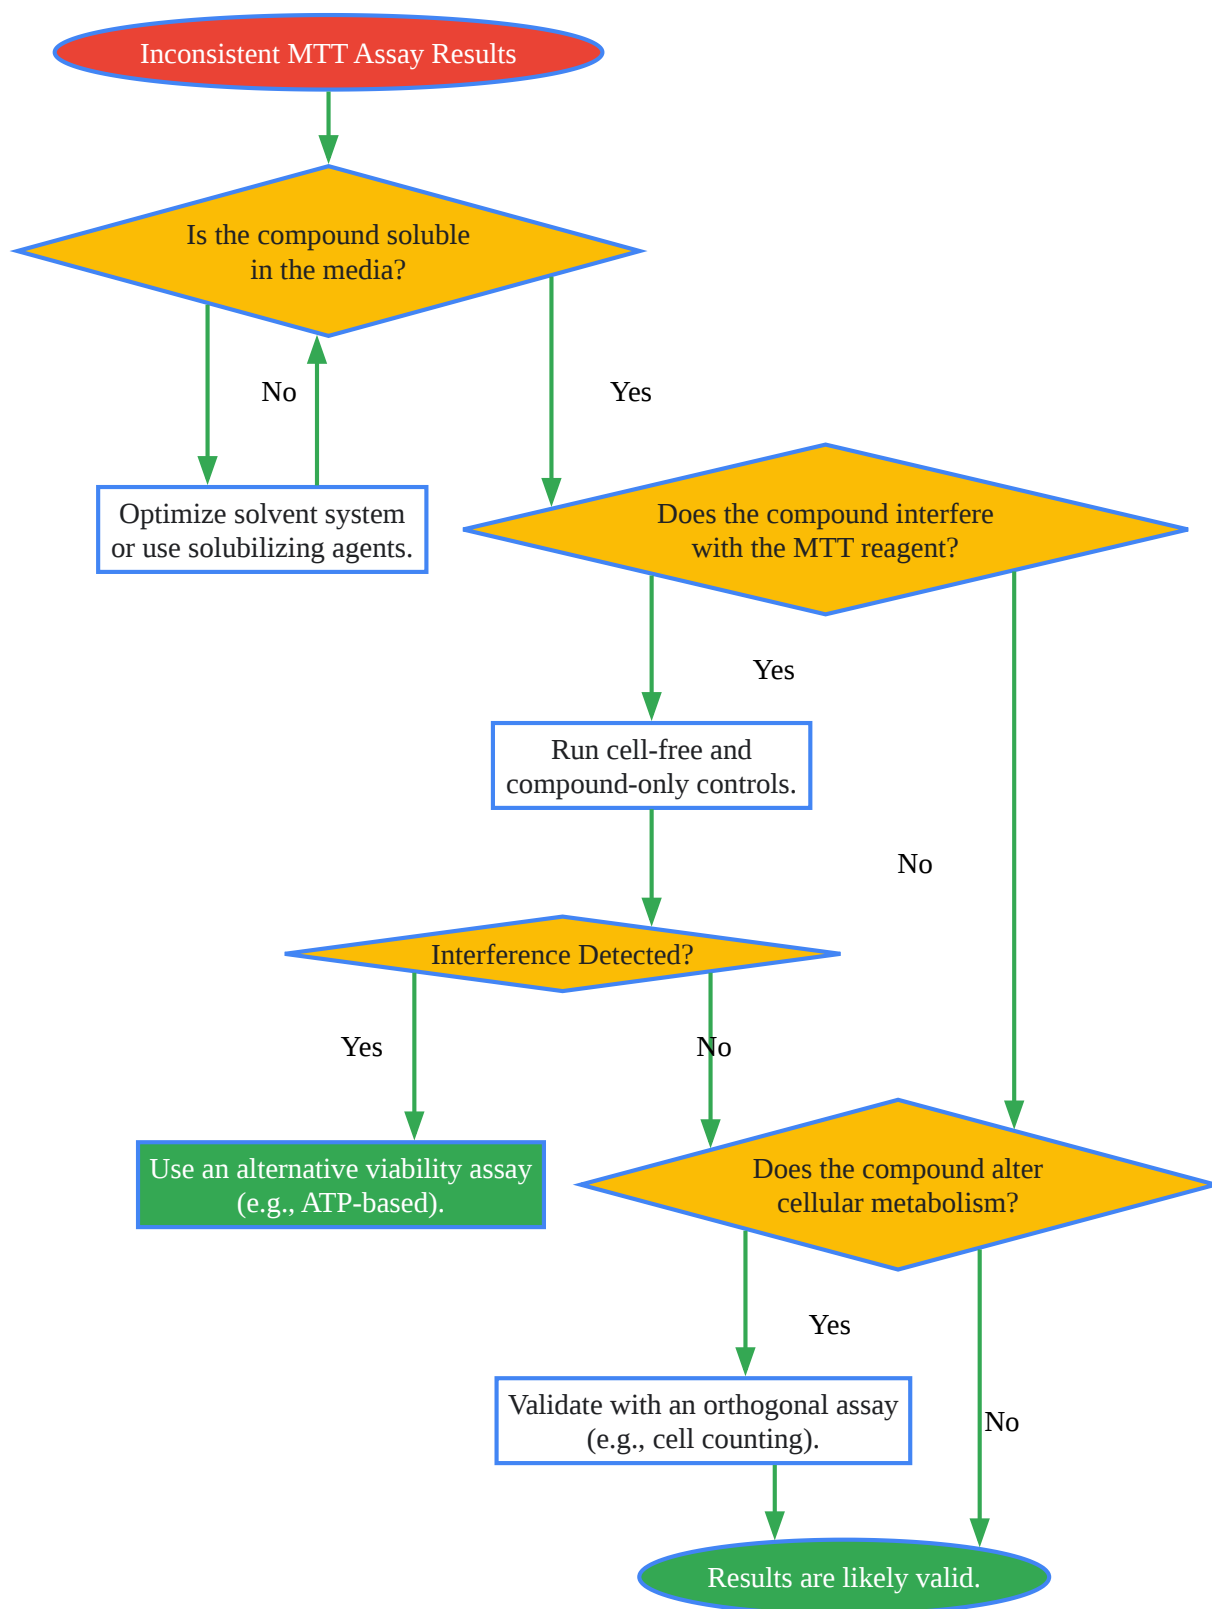 Inconsistent MTT Assay Results
Is the compound soluble
in the media?
No
Yes
Optimize solvent system
or use solubilizing agents.
Does the compound interfere
with the MTT reagent?
Yes
Run cell-free and
compound-only controls.
No
Interference Detected?
Yes
No
Use an alternative viability assay
(e.g., ATP-based).
Does the compound alter
cellular metabolism?
Yes
Validate with an orthogonal assay
(e.g., cell counting).
No
Results are likely valid.